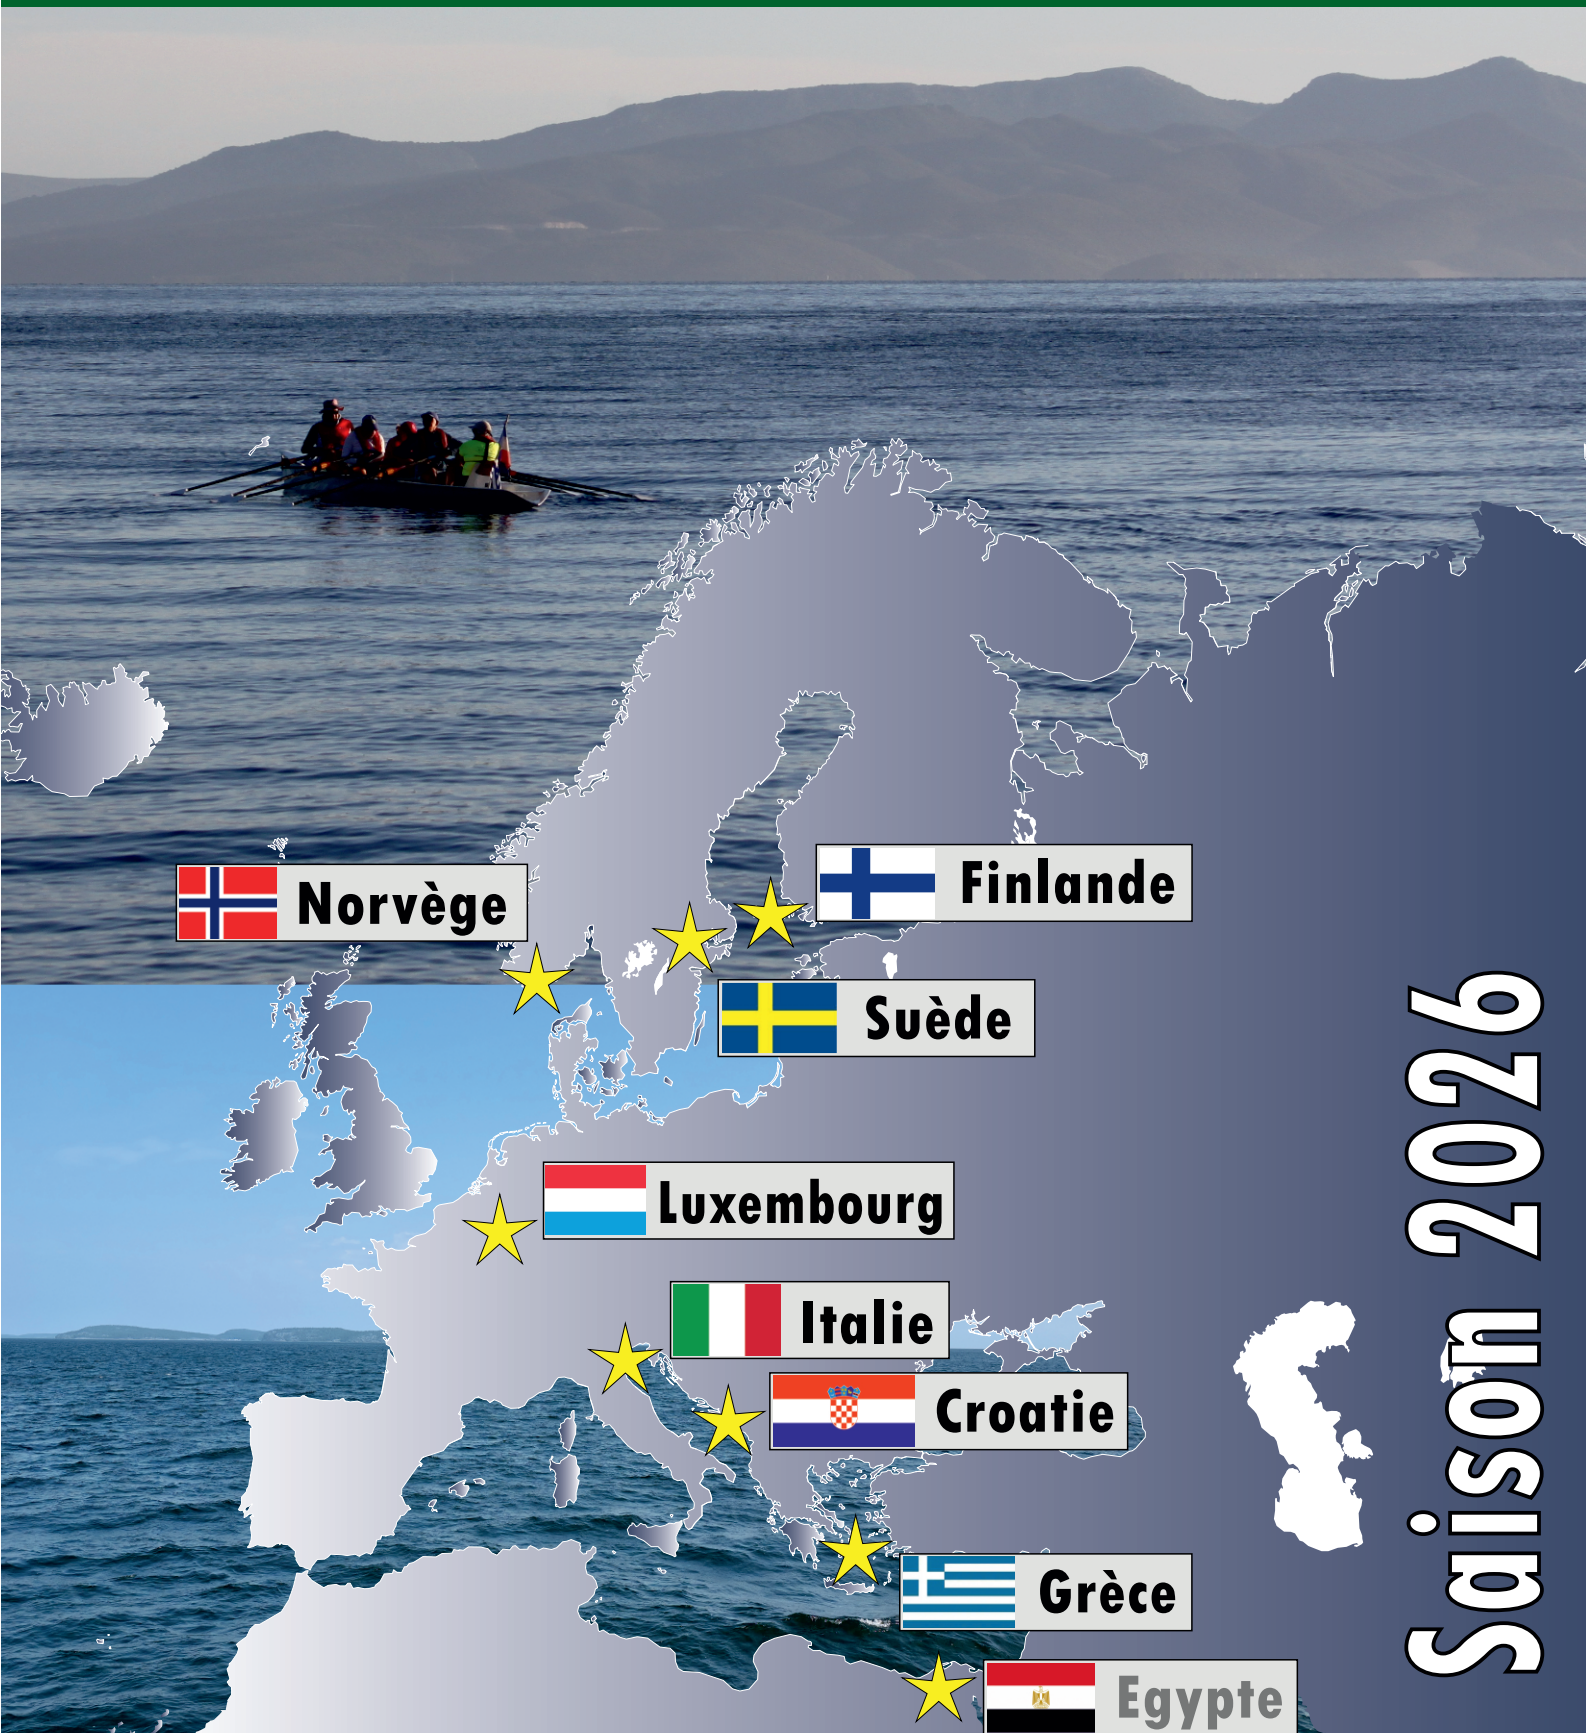 Finlande
Norvège
Suède
Luxembourg
Italie
Croatie
Grèce
Egypte
Saison 2026